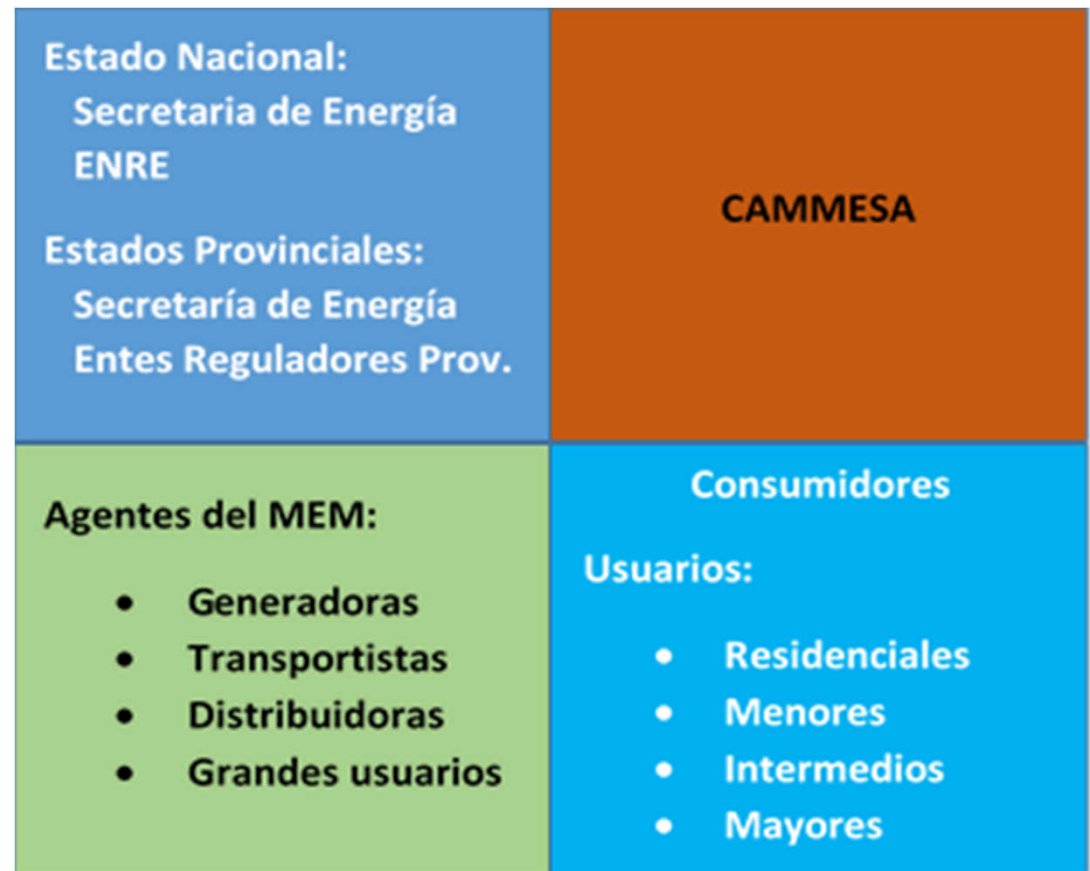 Estado Nacional:
Secretaria de Energía
ENRE
Estados Provinciales:
Secretaría de Energía
Entes Reguladores Prov.
CAMMESA
Agentes del MEM:
• Generadoras
• Transportistas
• Distribuidoras
• Grandes usuarios
Consumidores
Usuarios:
• Residenciales
• Menores
• Intermedios
• Mayores